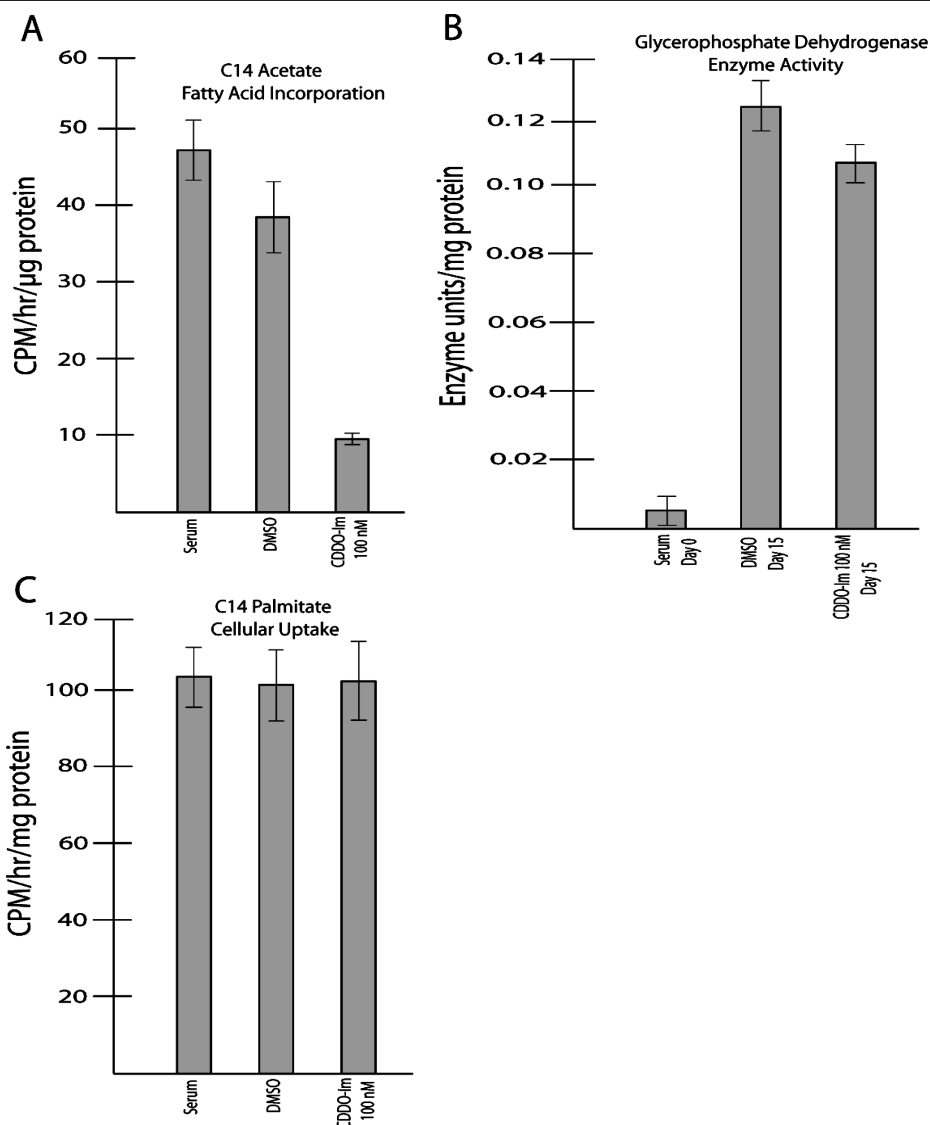 A
C14 Acetate
Fatty Acid Incorporation
CPM/hr/µg protein
60
50
40
30
20
10
Serum
DMSO
CDDO-Im
100 nM
B
Glycerophosphate Dehydrogenase
Enzyme Activity
Enzyme units/mg protein
0.14
0.12
0.10
0.08
0.06
0.04
0.02
Serum
Day 0
DMSO
Day 15
CDDO-Im 100 nM
Day 15
C
C14 Palmitate
Cellular Uptake
CPM/hr/mg protein
120
100
80
60
40
20
Serum
DMSO
CDDO-Im
100 nM